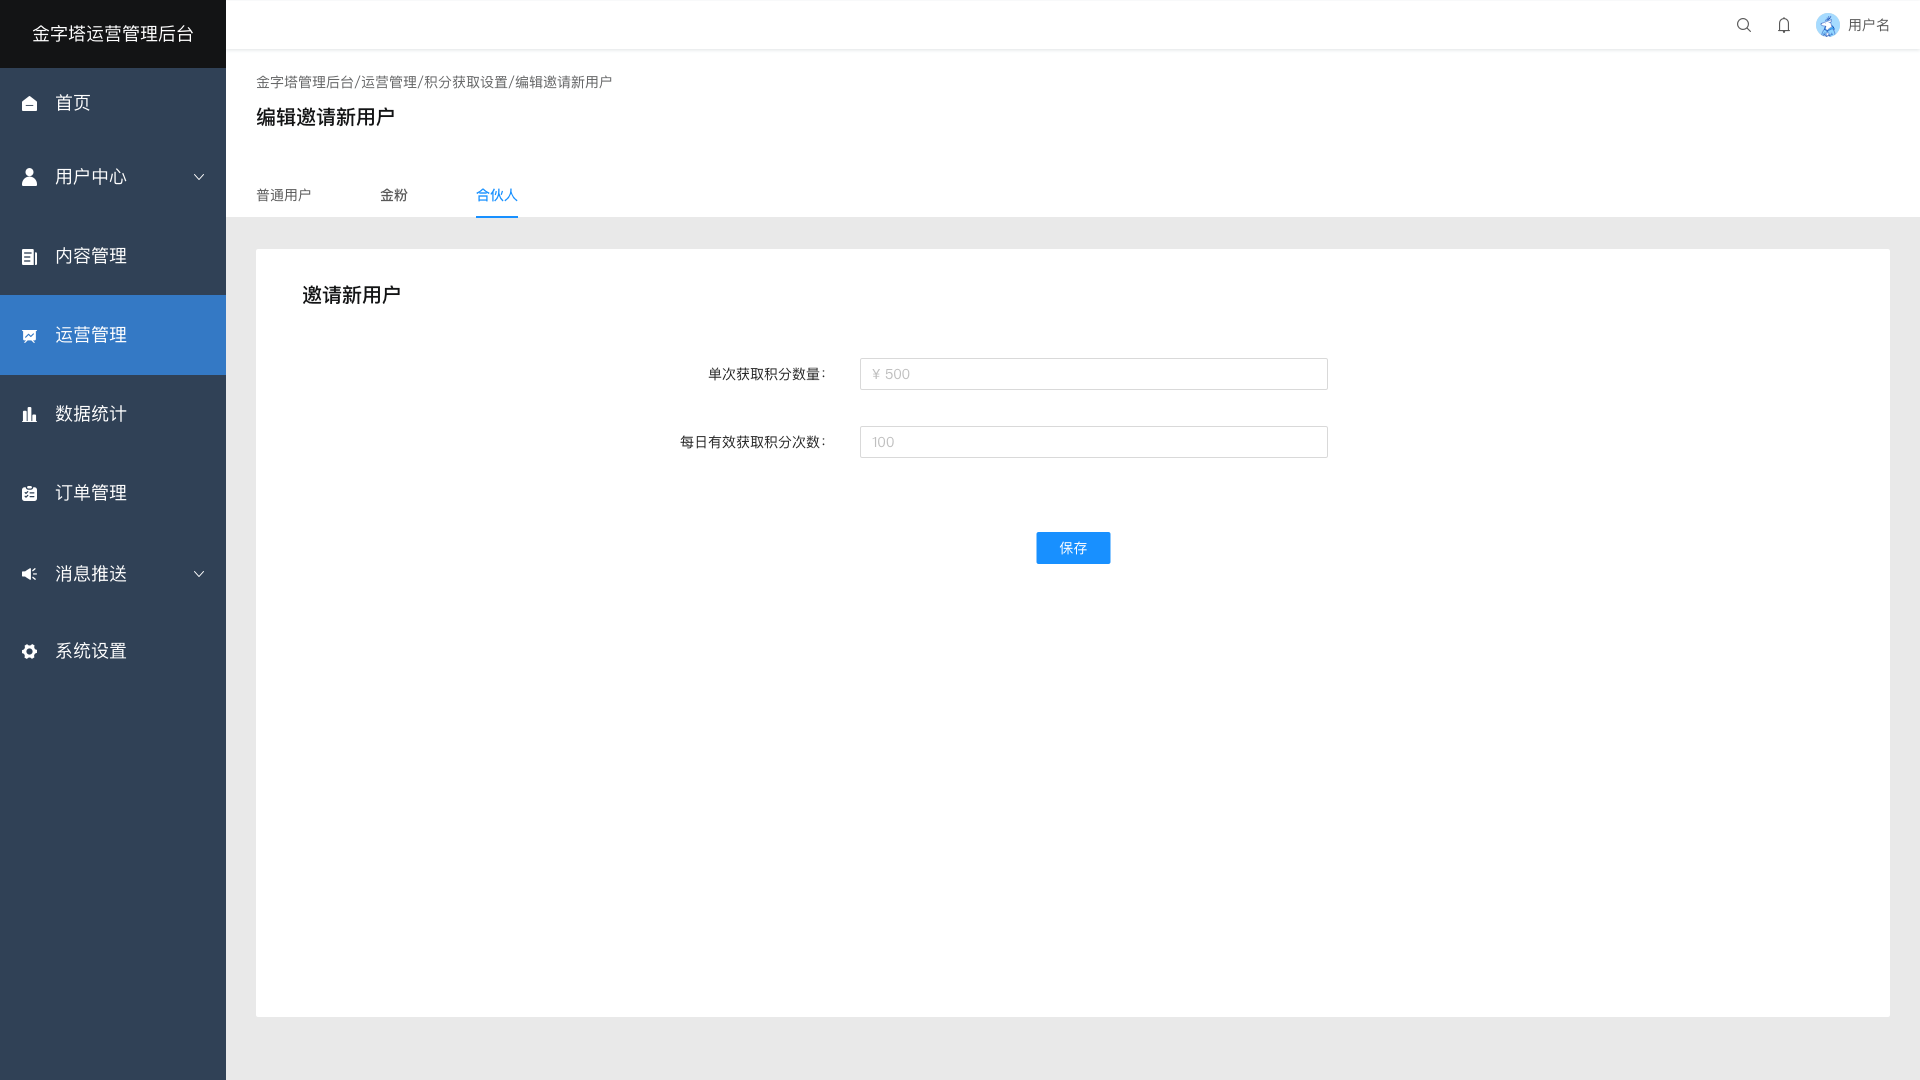 金字塔运营管理后台
首页
用户中心
内容管理
运营管理
数据统计
订单管理
消息推送
系统设置
用户名
金字塔管理后台/运营管理/积分获取设置/编辑邀请新用户
编辑邀请新用户
普通用户
金粉
合伙人
邀请新用户
单次获取积分数量：
¥ 500
每日有效获取积分次数：
100
保存